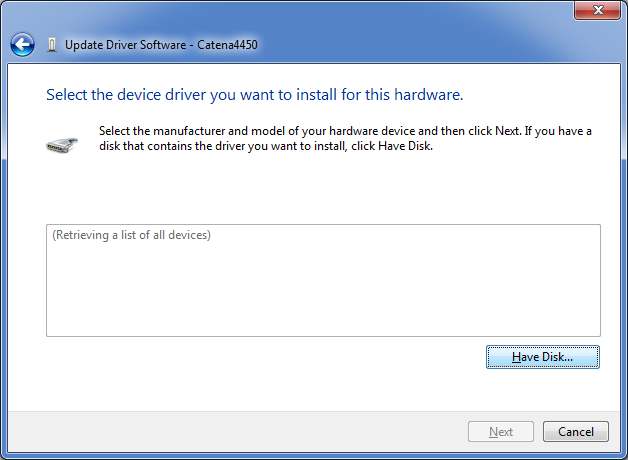 Update Driver Software - Catena4450
Select the device driver you want to install for this hardware.
Select the manufacturer and model of your hardware device and then click Next. If you have a
disk that contains the driver you want to install, click Have Disk.
(Retrieving a list of all devices)
Have Disk...
Next
Cancel